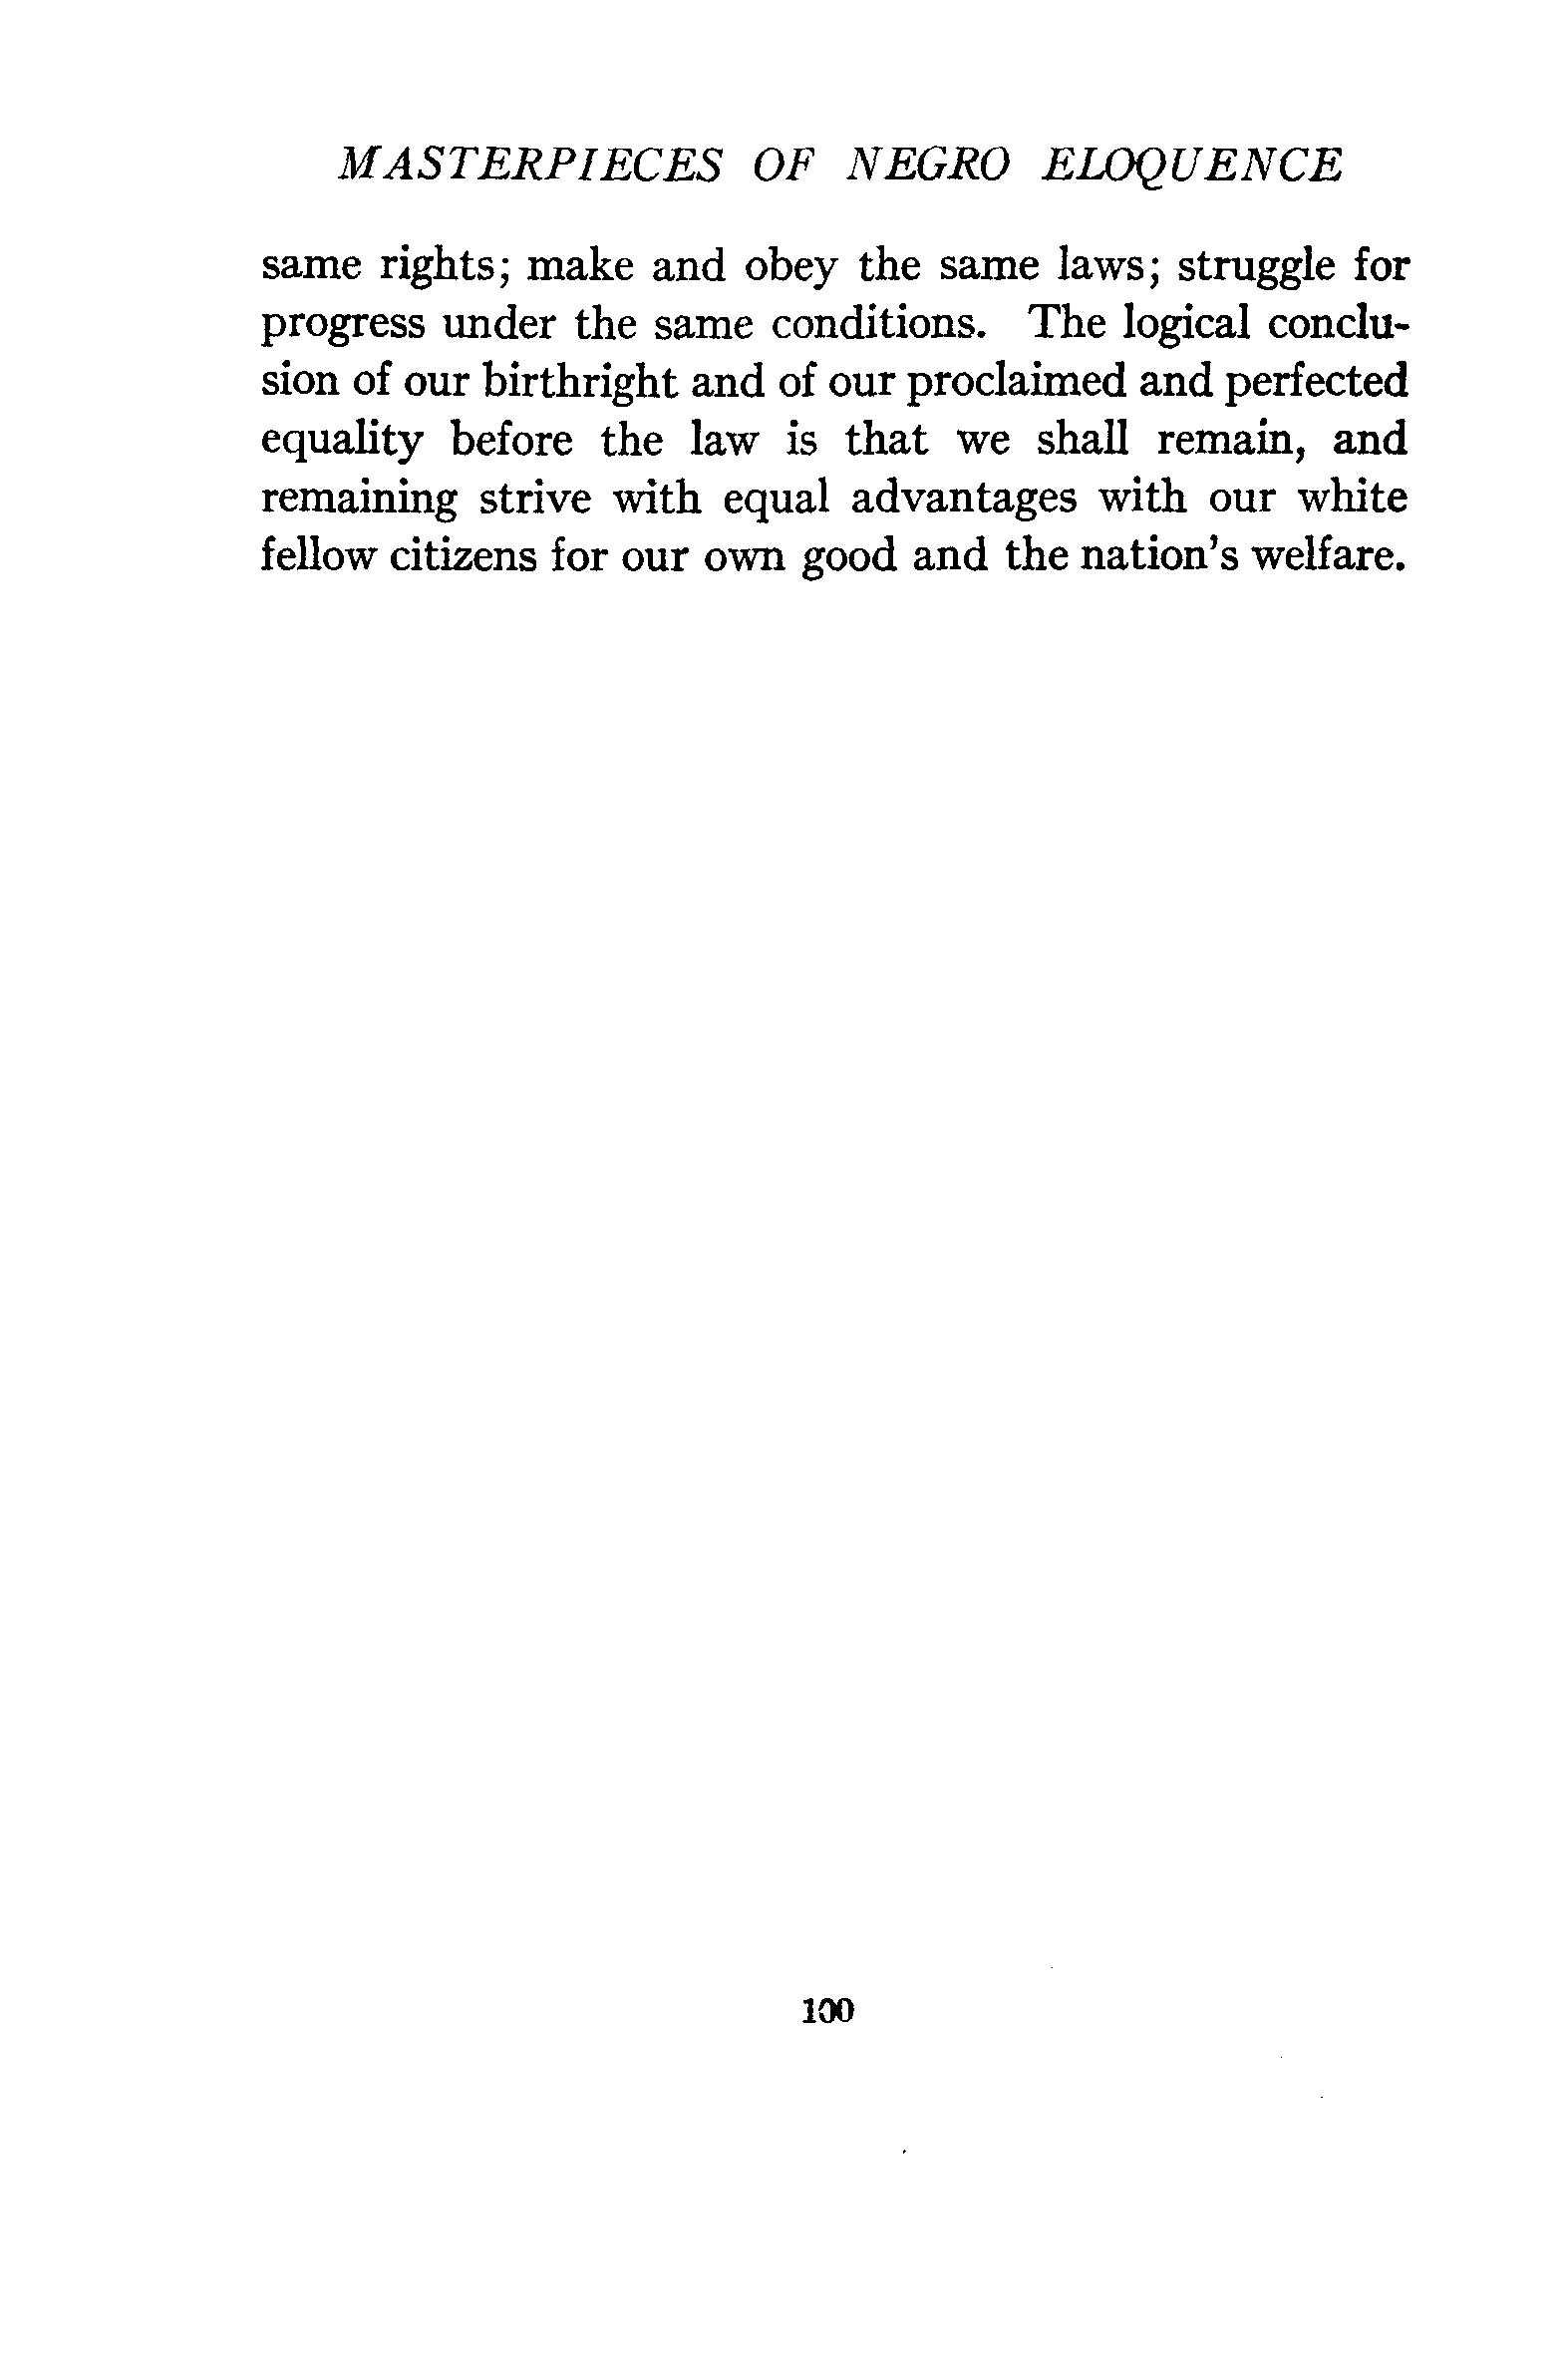 MASTERPIECES OF NEGRO ELOQUENCE
same rights; make and obey the same laws; struggle for
progress under the same conditions. The logical conclu-
sion of our birthright and of our proclaimed and perfected
equality before the law is that we shall remain, and
remaining strive with equal advantages with our white
fellow citizens for our own good and the nation's welfare.
100